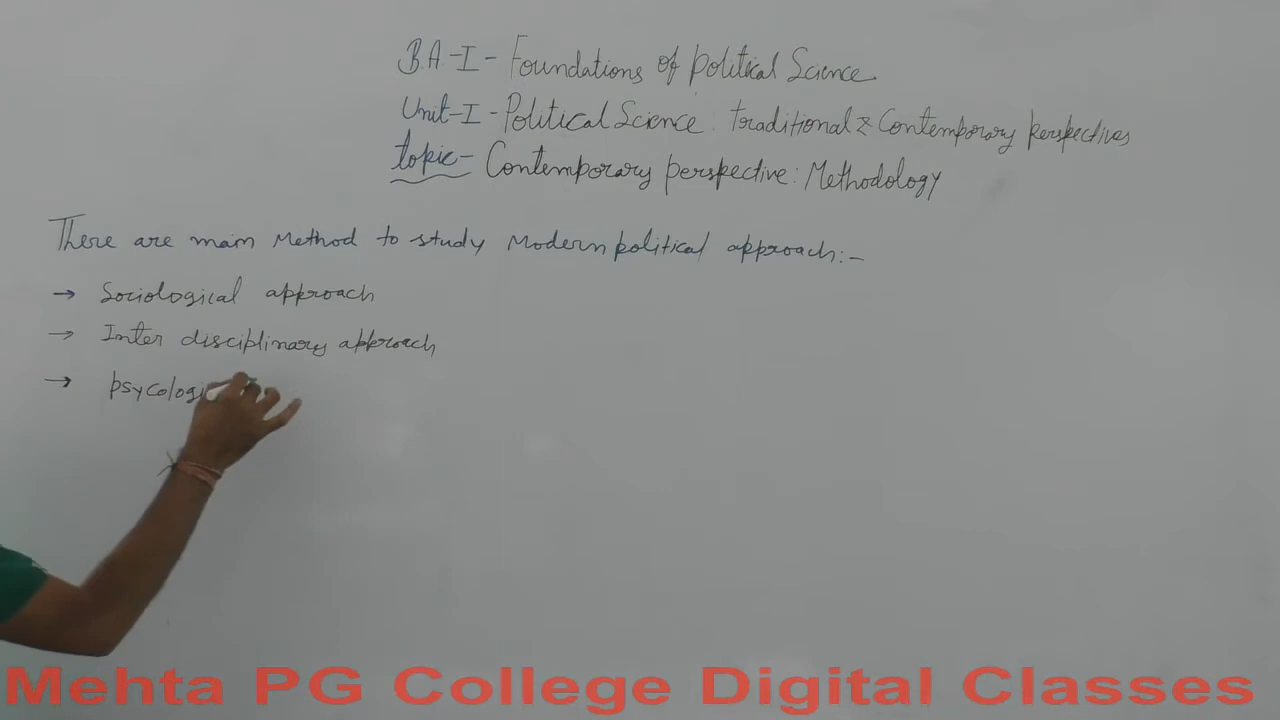 B.A.-I- Foundations of Political Science
Unit-I-Political Science: Traditional & Contemporary perspectives
topic- Contemporary perspective: Methodology
There are main Method to study Modern political approach:-
→ Sociological approach
→ Inter disciplinary approach
→ psycologic
Mehta PG College Digital Classes